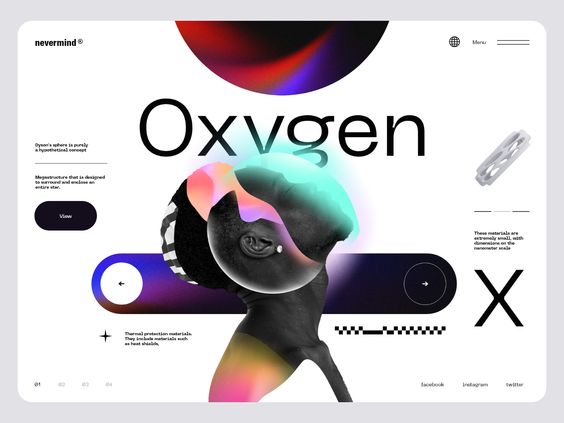 nevermind ®
Menu
Oxygen
Dyson's sphere is purely
a hypothetical concept
Megastructure that is designed
to surround and enclose an
entire star.
View
These materials are
extremely small, with
dimensions on the
nanometer scale
X
Thermal protection materials.
They include materials such
as heat shields,
01 02 03 04
facebook instagram twitter